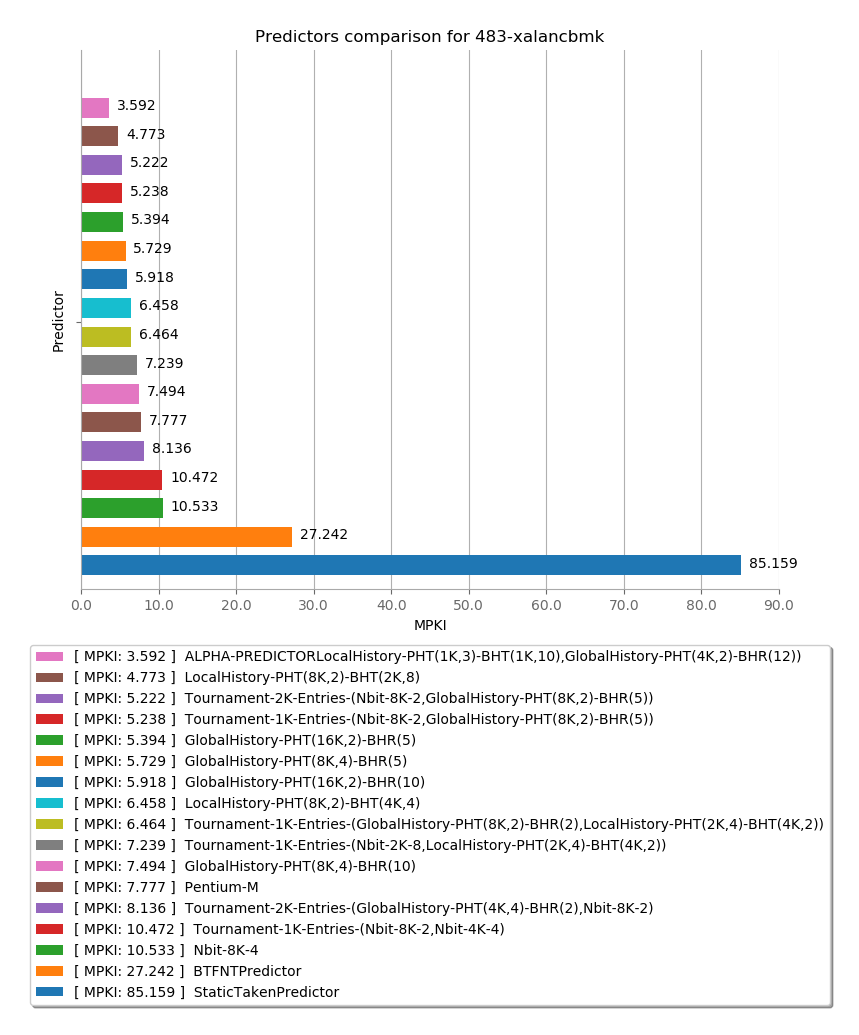 Predictors comparison for 483-xalancbmk
3.592
4.773
5.222
5.238
5.394
5.729
5.918
6.458
6.464
7.239
7.494
7.777
8.136
10.472
10.533
27.242
85.159
Predictor
0.0 10.0 20.0 30.0 40.0 50.0 60.0 70.0 80.0 90.0
MPKI
[ MPKI: 3.592 ] ALPHA-PREDICTORLocalHistory-PHT(1K,3)-BHT(1K,10),GlobalHistory-PHT(4K,2)-BHR(12))
[ MPKI: 4.773 ] LocalHistory-PHT(8K,2)-BHT(2K,8)
[ MPKI: 5.222 ] Tournament-2K-Entries-(Nbit-8K-2,GlobalHistory-PHT(8K,2)-BHR(5))
[ MPKI: 5.238 ] Tournament-1K-Entries-(Nbit-8K-2,GlobalHistory-PHT(8K,2)-BHR(5))
[ MPKI: 5.394 ] GlobalHistory-PHT(16K,2)-BHR(5)
[ MPKI: 5.729 ] GlobalHistory-PHT(8K,4)-BHR(5)
[ MPKI: 5.918 ] GlobalHistory-PHT(16K,2)-BHR(10)
[ MPKI: 6.458 ] LocalHistory-PHT(8K,2)-BHT(4K,4)
[ MPKI: 6.464 ] Tournament-1K-Entries-(GlobalHistory-PHT(8K,2)-BHR(2),LocalHistory-PHT(2K,4)-BHT(4K,2))
[ MPKI: 7.239 ] Tournament-1K-Entries-(Nbit-2K-8,LocalHistory-PHT(2K,4)-BHT(4K,2))
[ MPKI: 7.494 ] GlobalHistory-PHT(8K,4)-BHR(10)
[ MPKI: 7.777 ] Pentium-M
[ MPKI: 8.136 ] Tournament-2K-Entries-(GlobalHistory-PHT(4K,4)-BHR(2),Nbit-8K-2)
[ MPKI: 10.472 ] Tournament-1K-Entries-(Nbit-8K-2,Nbit-4K-4)
[ MPKI: 10.533 ] Nbit-8K-4
[ MPKI: 27.242 ] BTFNTPredictor
[ MPKI: 85.159 ] StaticTakenPredictor